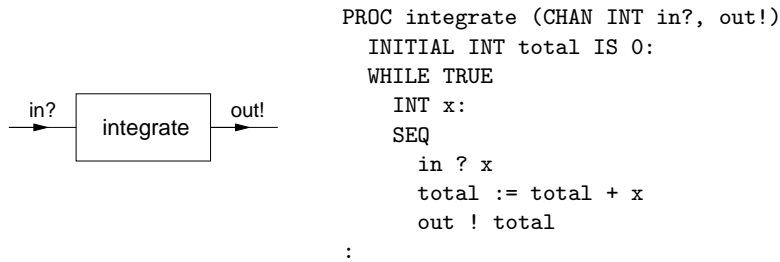 in?
integrate
out!
PROC integrate (CHAN INT in?, out!)
  INITIAL INT total IS 0:
  WHILE TRUE
    INT x:
    SEQ
      in ? x
      total := total + x
      out ! total
: